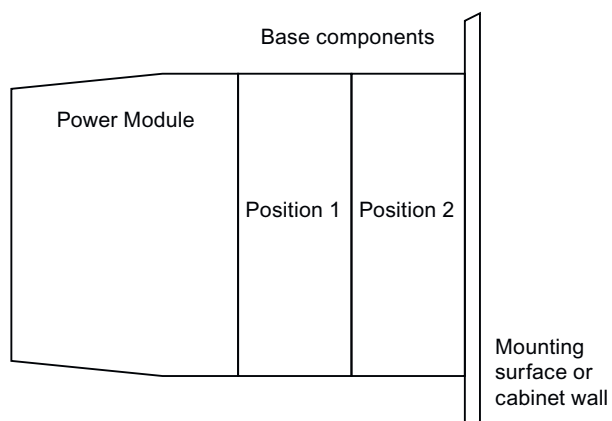 Base components
Power Module
Position 1
Position 2
Mounting
surface or
cabinet wall